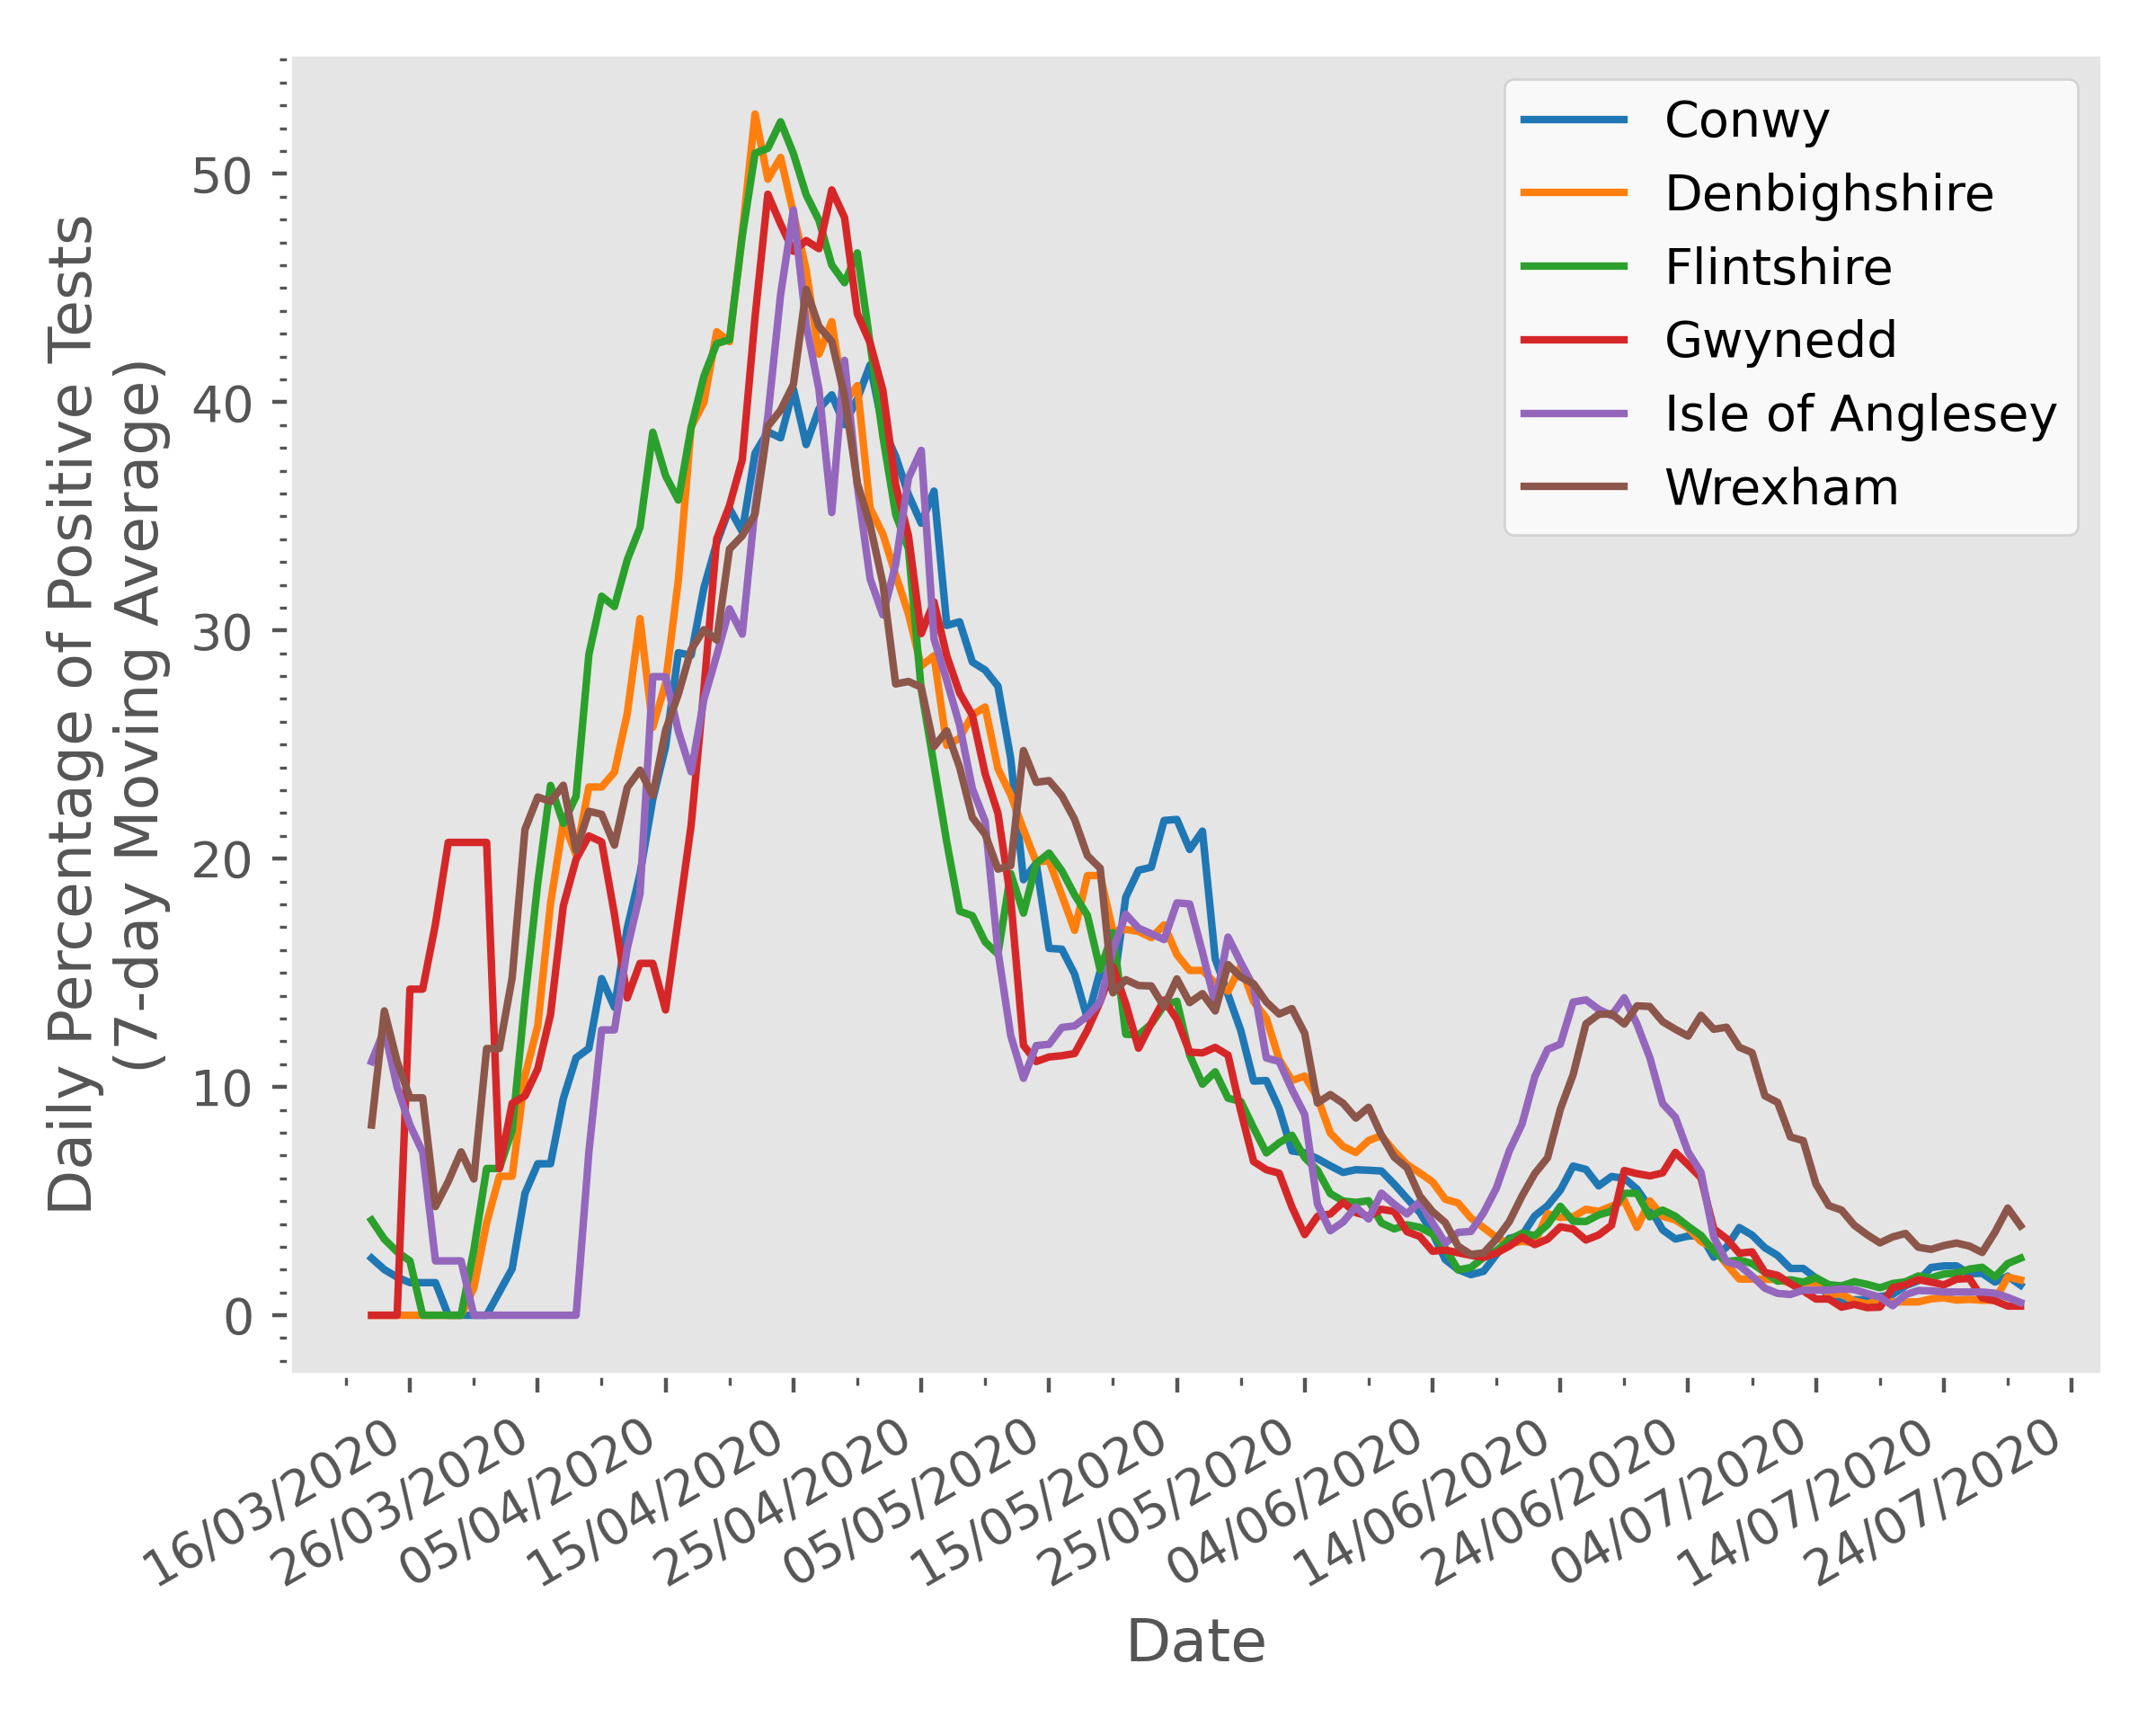 Daily Percentage of Positive Tests
(7-day Moving Average)
50
40
30
20
10
0
Conwy
Denbighshire
Flintshire
Gwynedd
Isle of Anglesey
Wrexham
16/03/2020
26/03/2020
05/04/2020
15/04/2020
25/04/2020
05/05/2020
15/05/2020
25/05/2020
04/06/2020
14/06/2020
24/06/2020
04/07/2020
14/07/2020
24/07/2020
Date